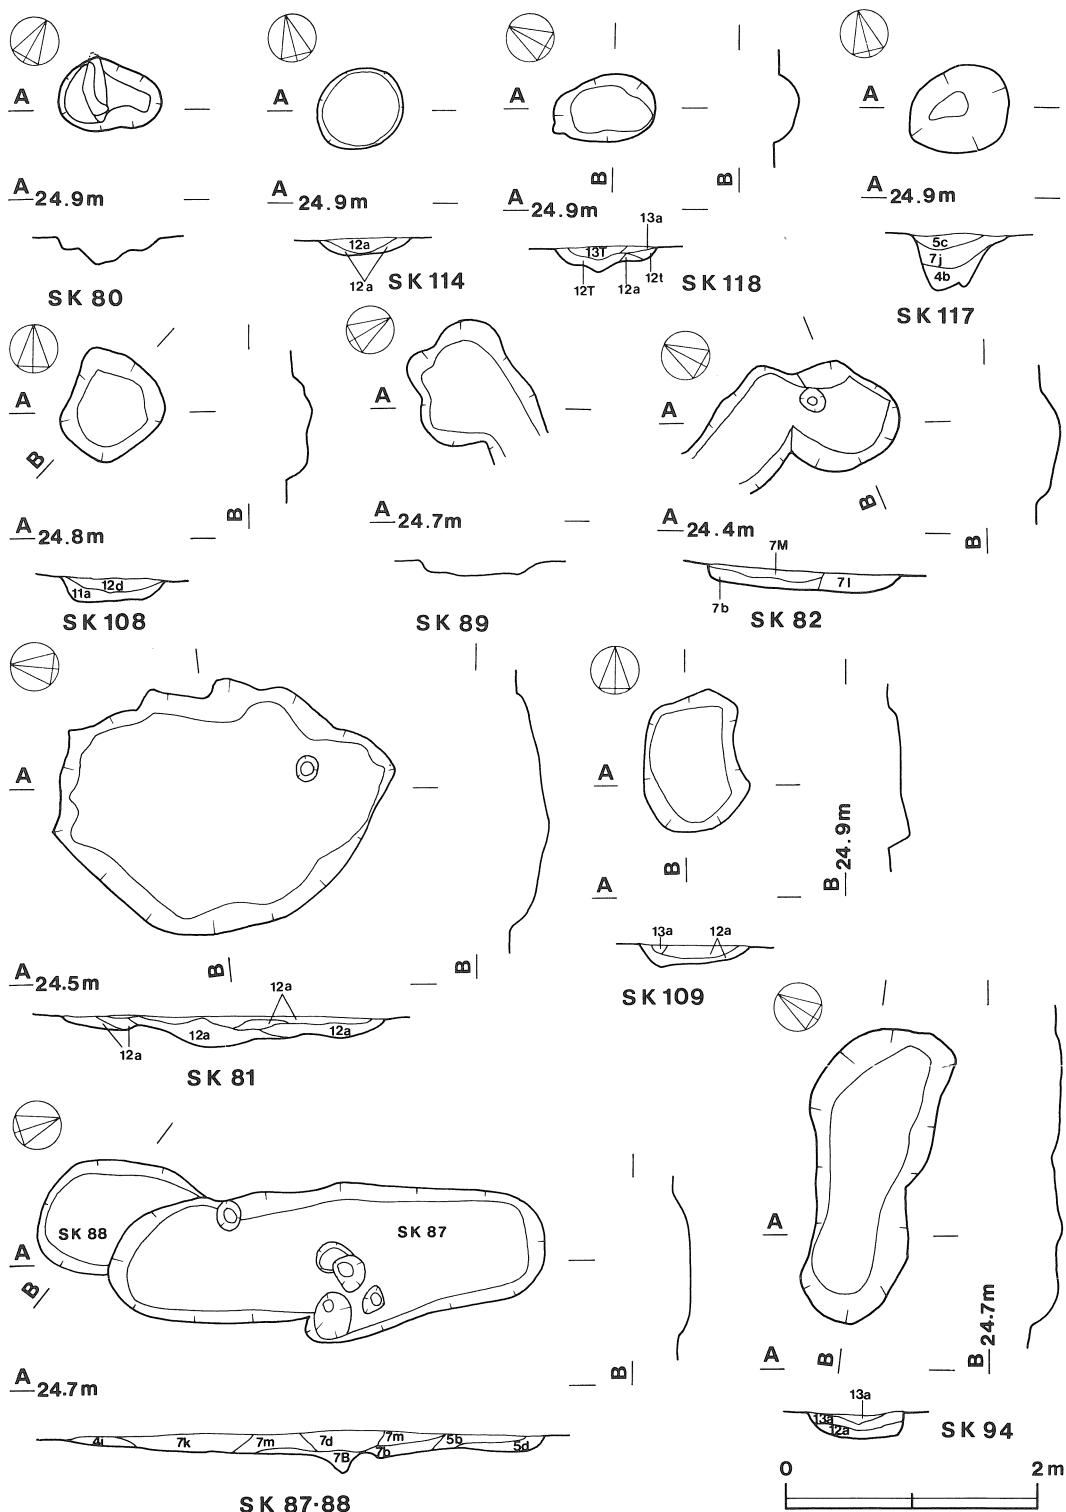 A
A 24.9m
SK 80
A
A 24.9m
12a
12a
SK 114
A
B
B
A 24.9m
13a
13T
12T
12a
12t
SK 118
A
A 24.9m
5c
7j
4b
SK 117
A
B
B
A 24.8m
12d
11a
SK 108
A
A 24.7m
SK 89
A
B
B
A 24.4m
7M
7l
7b
SK 82
A
B
B
A 24.5m
12a
12a
12a
12a
SK 81
A
B
B 24.9m
A
13a
12a
SK 109
SK 88
SK 87
A
B
B
A 24.7m
4i
7k
7m
7d
7m
5b
7B
7b
5d
SK 87·88
A
B
B 24.7m
A
13a
13a
12a
SK 94
0
2m